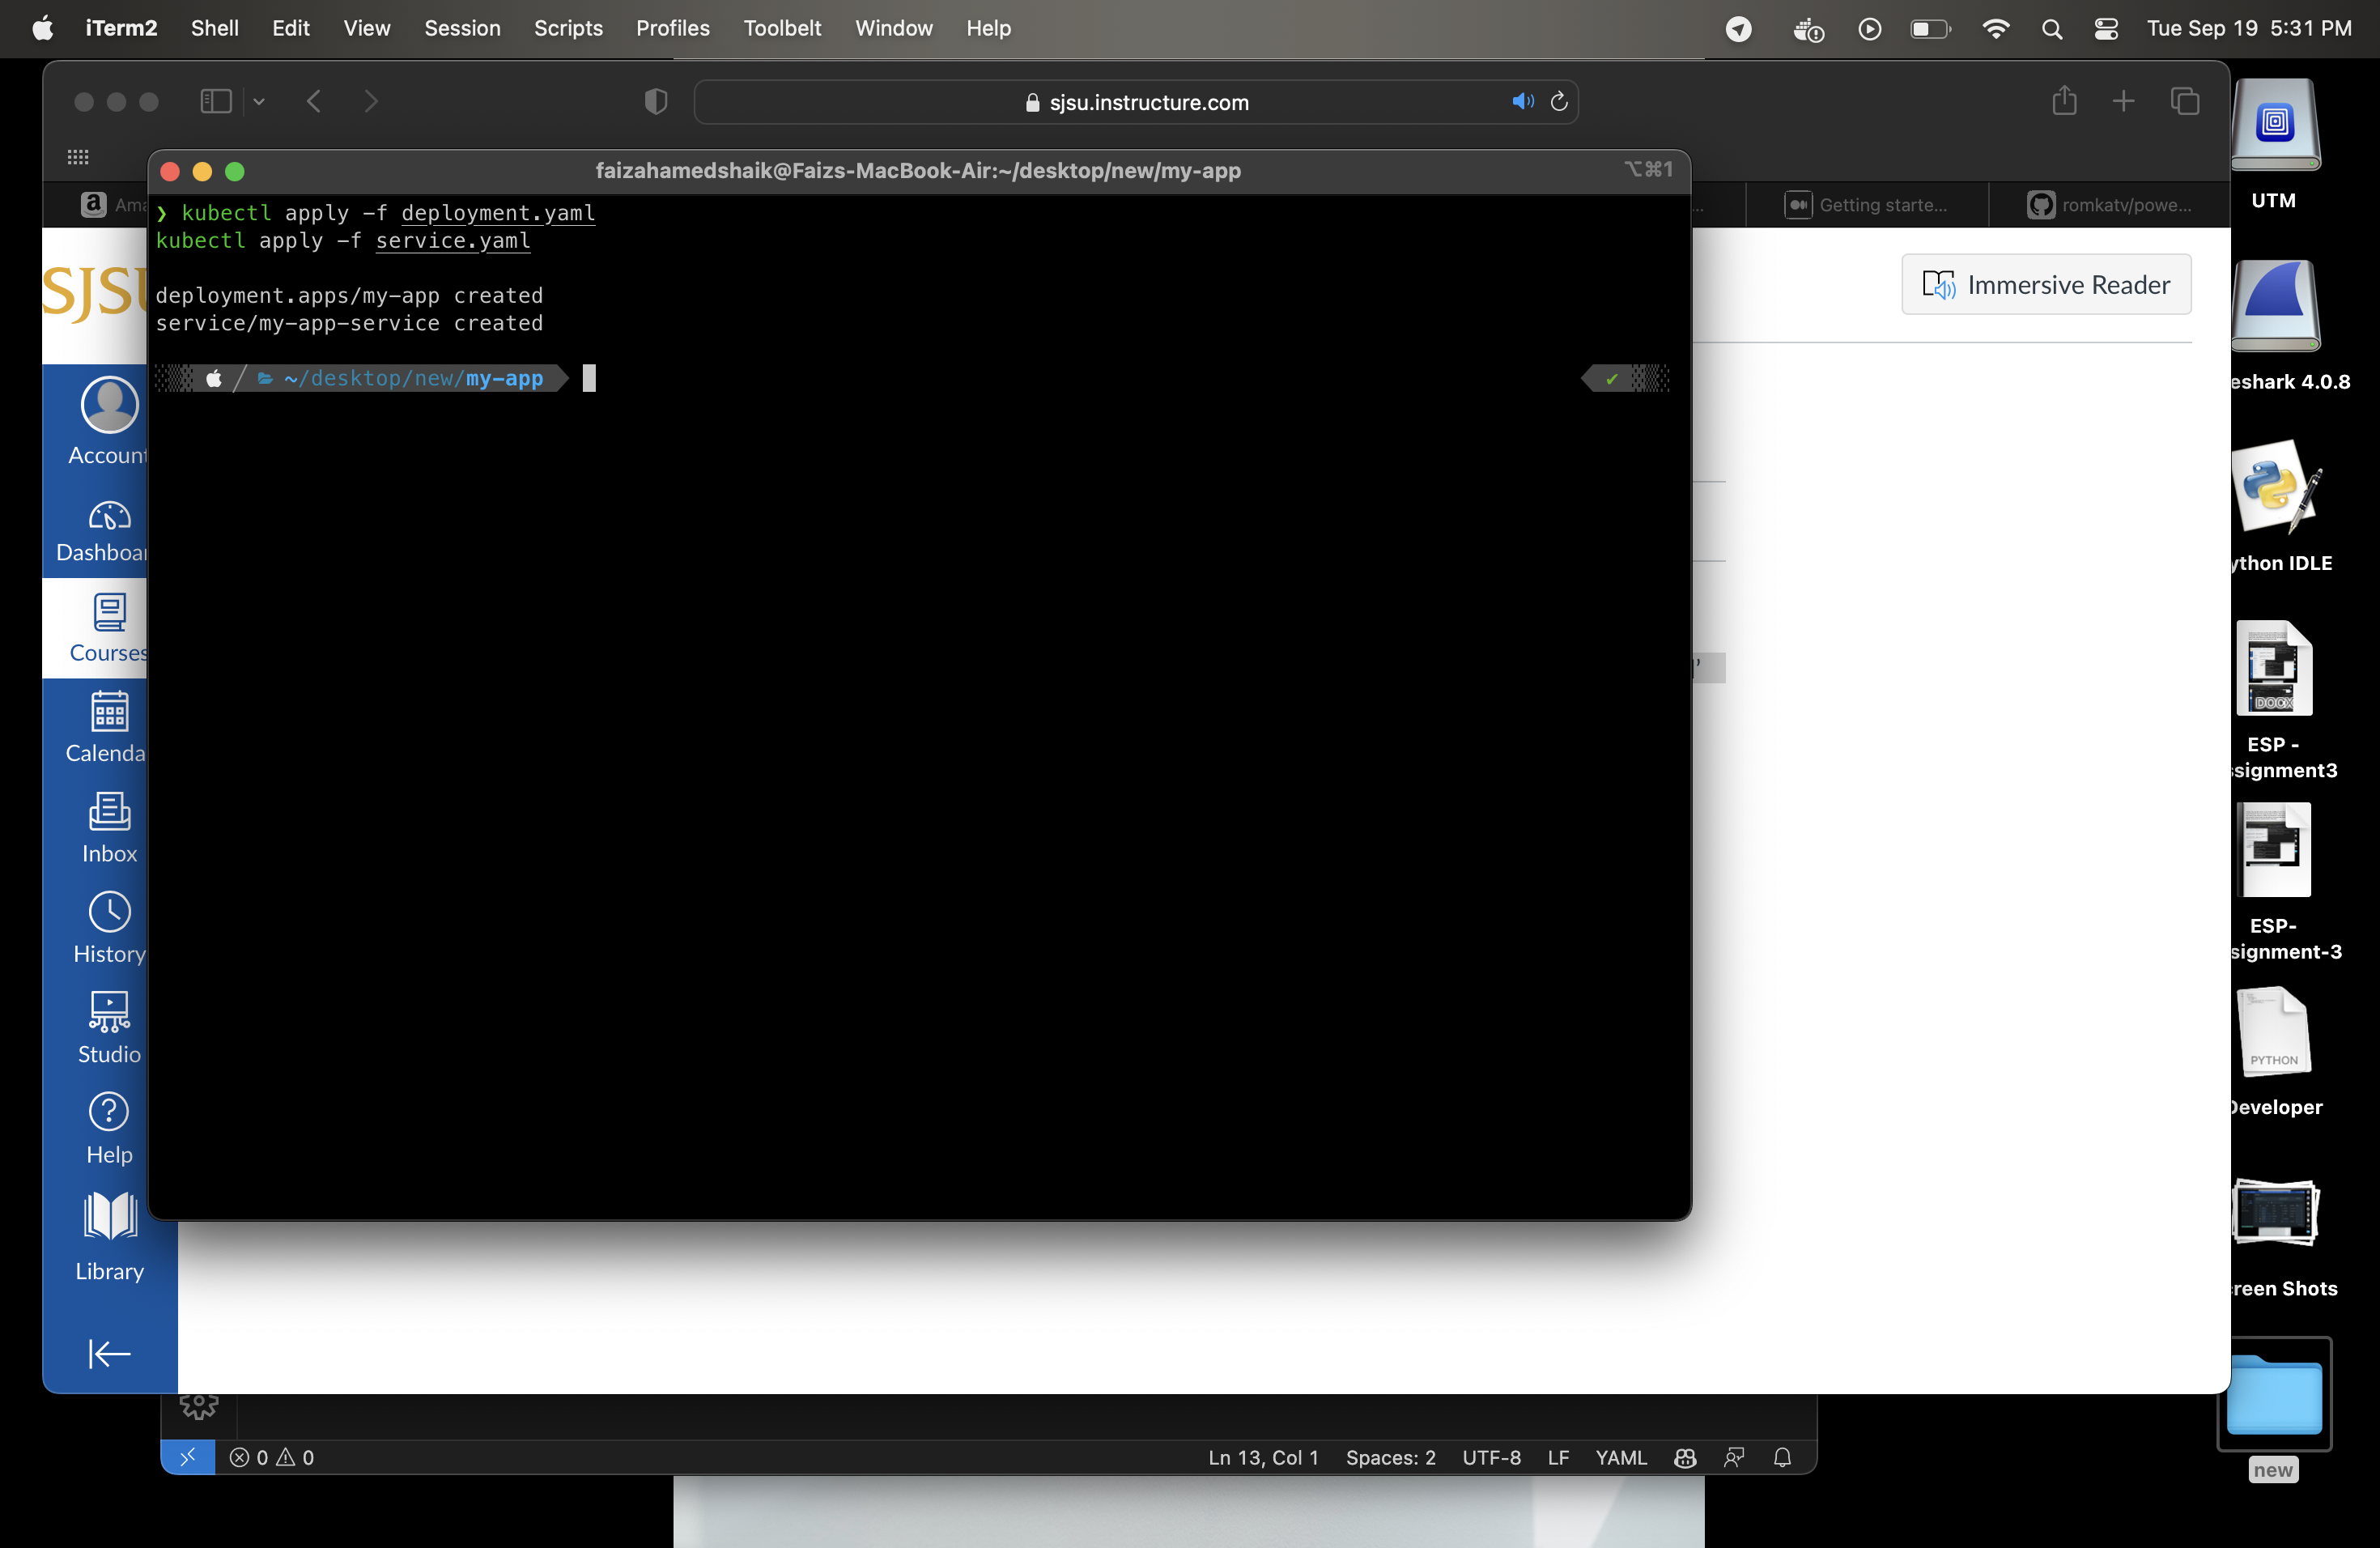 iTerm2 Shell Edit View Session Scripts Profiles Toolbelt Window Help Tue Sep 19 5:31 PM
sjsu.instructure.com
faizahamedshaik@Faizs-MacBook-Air:~/desktop/new/my-app ⌥⌘1
a Ama
... Getting starte... romkatv/powe...
❯ kubectl apply -f deployment.yaml
kubectl apply -f service.yaml
deployment.apps/my-app created
service/my-app-service created
~/desktop/new/my-app ✔
SJSU
Immersive Reader
Account
Dashboar
Courses
Calenda
Inbox
History
Studio
Help
Library
UTM
eshark 4.0.8
ython IDLE
DOCX
ESP -
signment3
ESP-
signment-3
PYTHON
Developer
reen Shots
new
0 0 Ln 13, Col 1 Spaces: 2 UTF-8 LF YAML